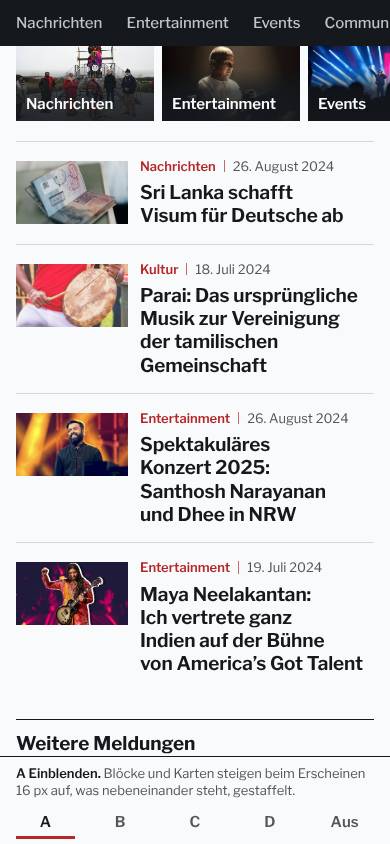 Nachrichten Entertainment Events Commun
Nachrichten Entertainment Events
Nachrichten | 26. August 2024
Sri Lanka schafft
Visum für Deutsche ab
Kultur | 18. Juli 2024
Parai: Das ursprüngliche
Musik zur Vereinigung
der tamilischen
Gemeinschaft
Entertainment | 26. August 2024
Spektakuläres
Konzert 2025:
Santhosh Narayanan
und Dhee in NRW
Entertainment | 19. Juli 2024
Maya Neelakantan:
Ich vertrete ganz
Indien auf der Bühne
von America’s Got Talent
Weitere Meldungen
A Einblenden. Blöcke und Karten steigen beim Erscheinen
16 px auf, was nebeneinander steht, gestaffelt.
A B C D Aus